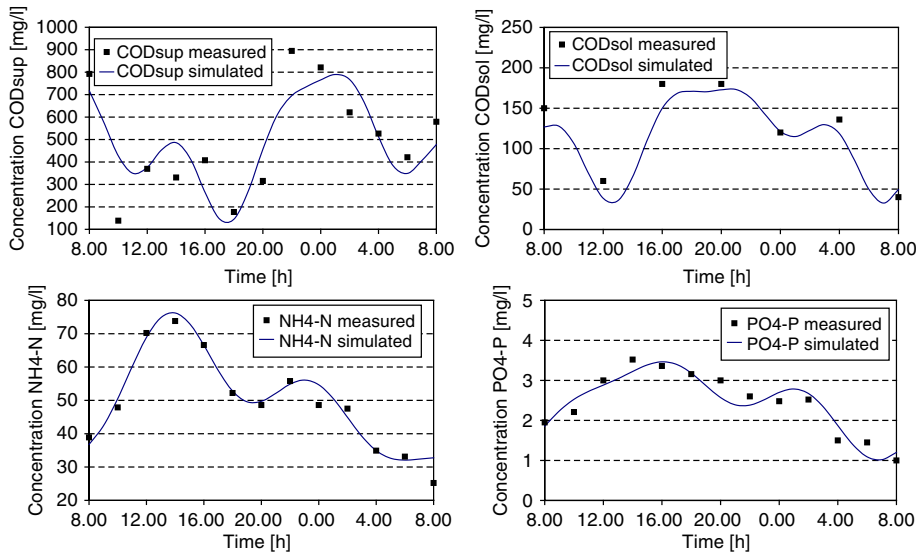 Concentration CODsup [mg/l]
1000
900
800
700
600
500
400
300
200
100
CODsup measured
CODsup simulated
8.00 12.00 16.00 20.00 0.00 4.00 8.00
Time [h]
Concentration CODsol [mg/l]
250
200
150
100
50
0
CODsol measured
CODsol simulated
8.00 12.00 16.00 20.00 0.00 4.00 8.00
Time [h]
Concentration NH4-N [mg/l]
80
70
60
50
40
30
20
NH4-N measured
NH4-N simulated
8.00 12.00 16.00 20.00 0.00 4.00 8.00
Time [h]
Concentration PO4-P [mg/l]
5
4
3
2
1
0
PO4-P measured
PO4-P simulated
8.00 12.00 16.00 20.00 0.00 4.00 8.00
Time [h]